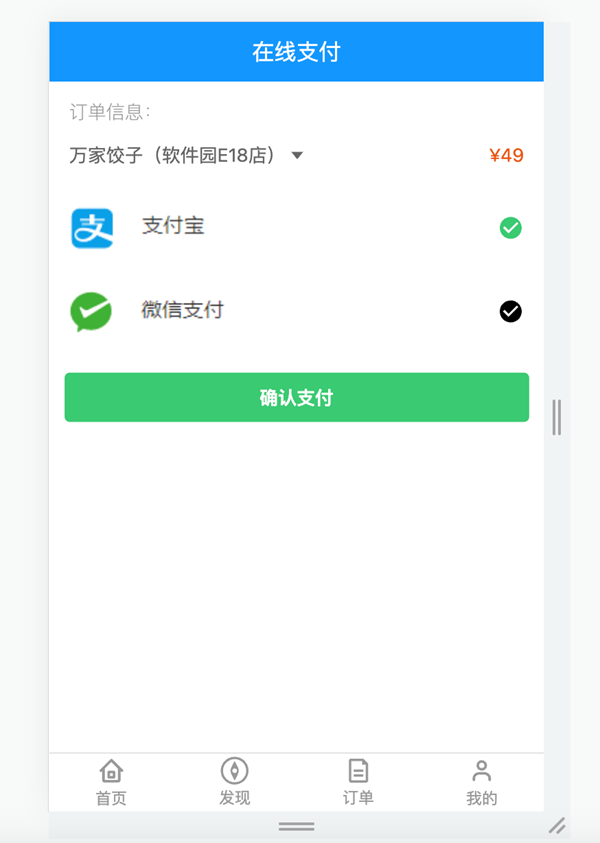 在线支付
订单信息:
万家饺子（软件园E18店） ¥49
支付宝
微信支付
确认支付
首页 发现 订单 我的